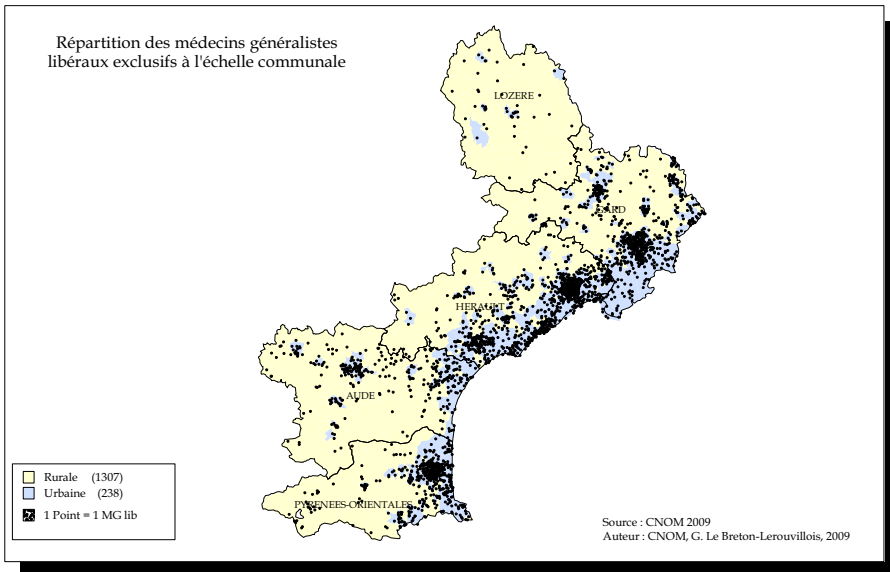 Répartition des médecins généralistes
libéraux exclusifs à l'échelle communale
LOZERE
GARD
HERAULT
AUDE
PYRENEES-ORIENTALES
Rurale (1307)
Urbaine (238)
1 Point = 1 MG lib
Source : CNOM 2009
Auteur : CNOM, G. Le Breton-Lerouvillois, 2009